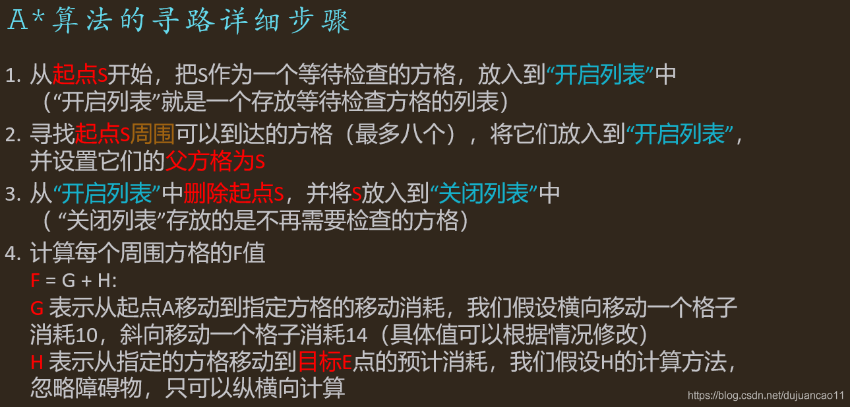 A*算法的寻路详细步骤
1. 从起点S开始，把S作为一个等待检查的方格，放入到“开启列表”中
（“开启列表”就是一个存放等待检查方格的列表）
2. 寻找起点S周围可以到达的方格（最多八个），将它们放入到“开启列表”，
并设置它们的父方格为S
3. 从“开启列表”中删除起点S，并将S放入到“关闭列表”中
（ “关闭列表”存放的是不再需要检查的方格）
4. 计算每个周围方格的F值
F = G + H:
G 表示从起点A移动到指定方格的移动消耗，我们假设横向移动一个格子
消耗10，斜向移动一个格子消耗14（具体值可以根据情况修改）
H 表示从指定的方格移动到目标E点的预计消耗，我们假设H的计算方法，
忽略障碍物，只可以纵横向计算
https://blog.csdn.net/dujuancao11